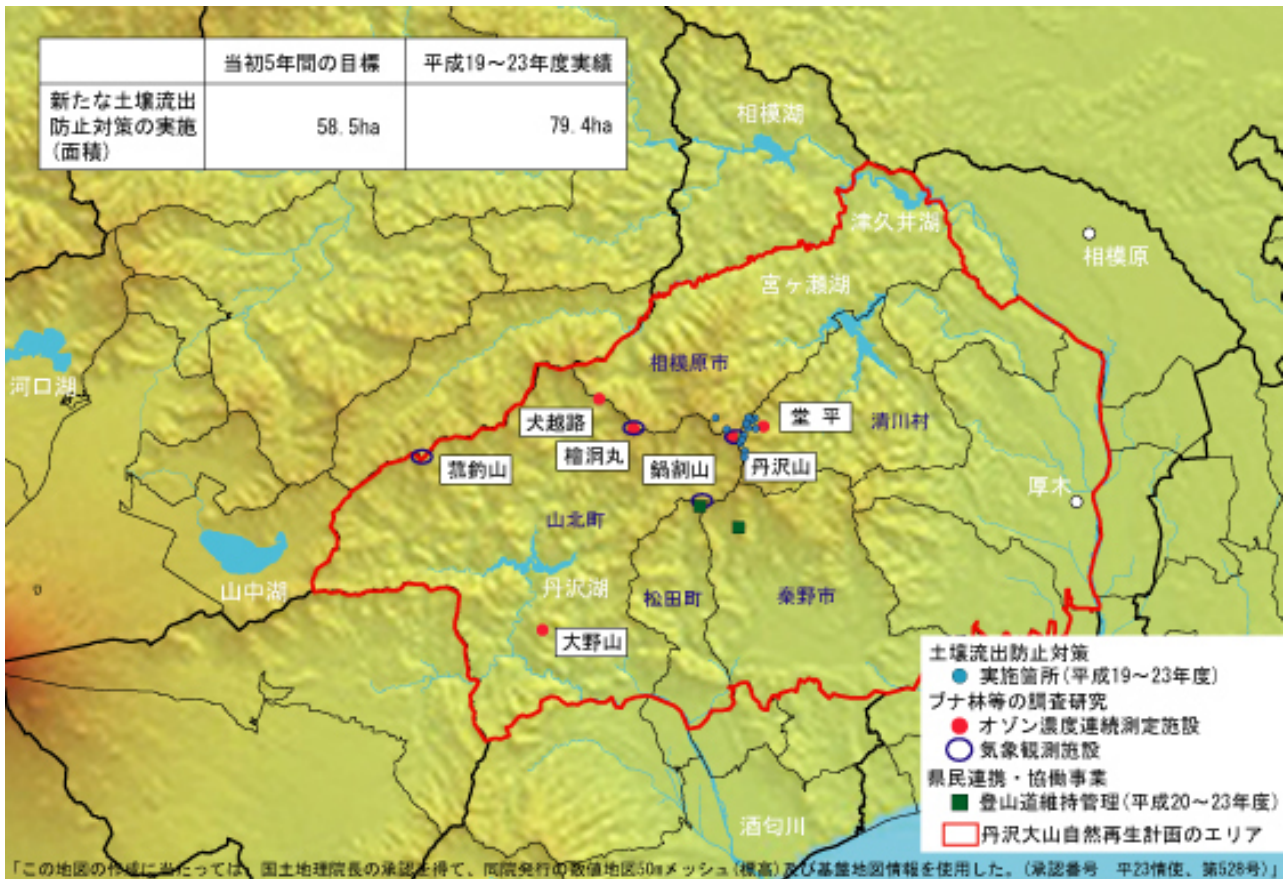 当初5年間の目標 平成19～23年度実績
新たな土壌流出
防止対策の実施
(面積)
58.5ha 79.4ha
相模湖
津久井湖
相模原
宮ヶ瀬湖
河口湖
相模原市
犬越路
堂平
清川村
檜洞丸
菰釣山
鍋割山
丹沢山
厚木
山北町
山中湖
丹沢湖
松田町
秦野市
大野山
酒匂川
土壌流出防止対策
実施箇所(平成19～23年度)
ブナ林等の調査研究
オゾン濃度連続測定施設
気象観測施設
県民連携・協働事業
登山道維持管理(平成20～23年度)
丹沢大山自然再生計画のエリア
「この地図の作成に当たっては、国土地理院長の承認を得て、同院発行の数値地図50mメッシュ(標高)及び基盤地図情報を使用した。(承認番号 平23情使、第528号)」